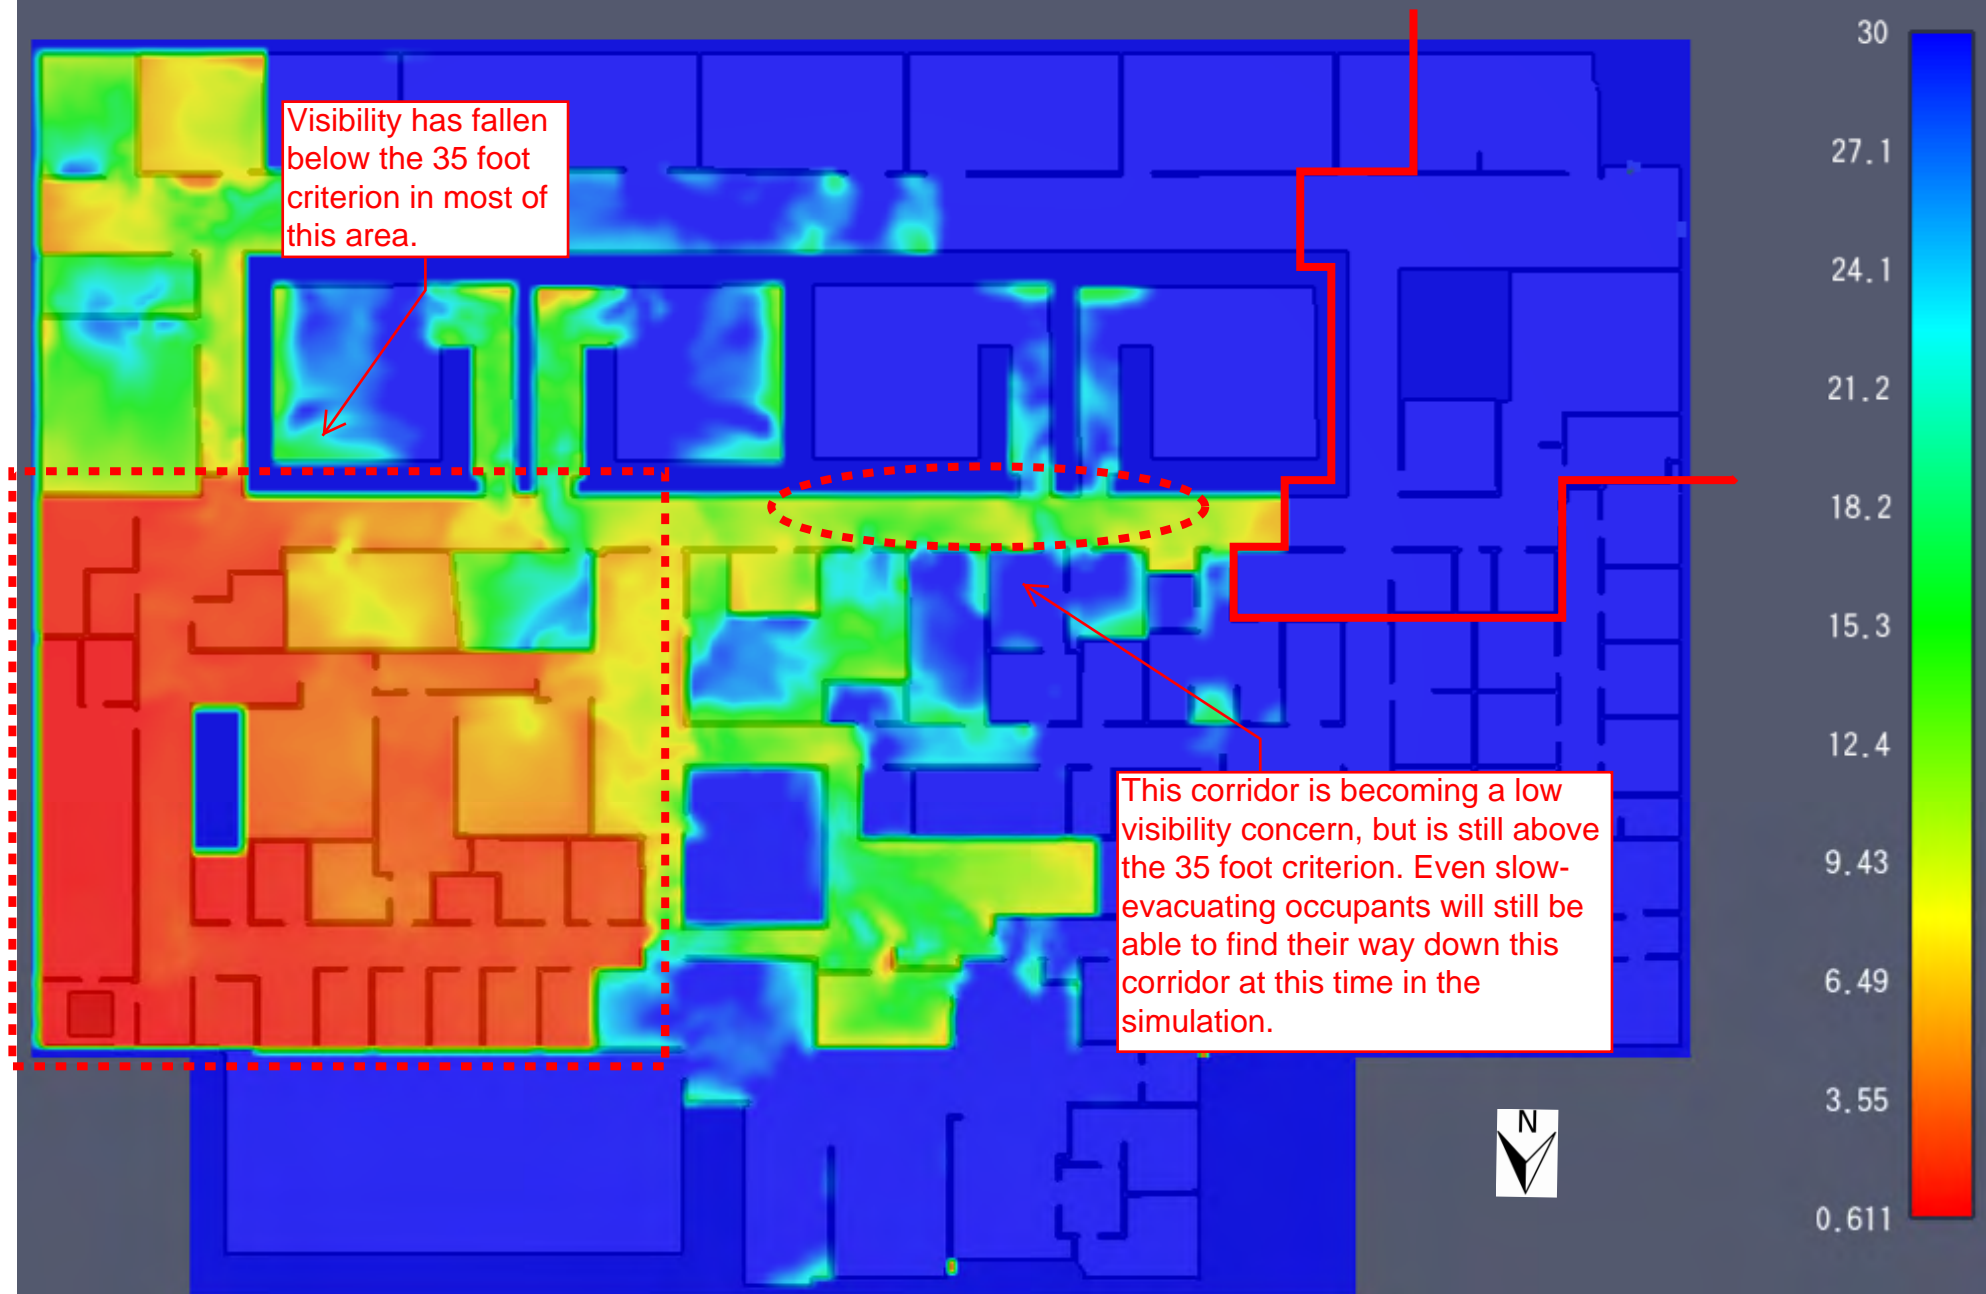 Visibility has fallen
below the 35 foot
criterion in most of
this area.
This corridor is becoming a low
visibility concern, but is still above
the 35 foot criterion. Even slow-
evacuating occupants will still be
able to find their way down this
corridor at this time in the
simulation.
N
30
27.1
24.1
21.2
18.2
15.3
12.4
9.43
6.49
3.55
0.611